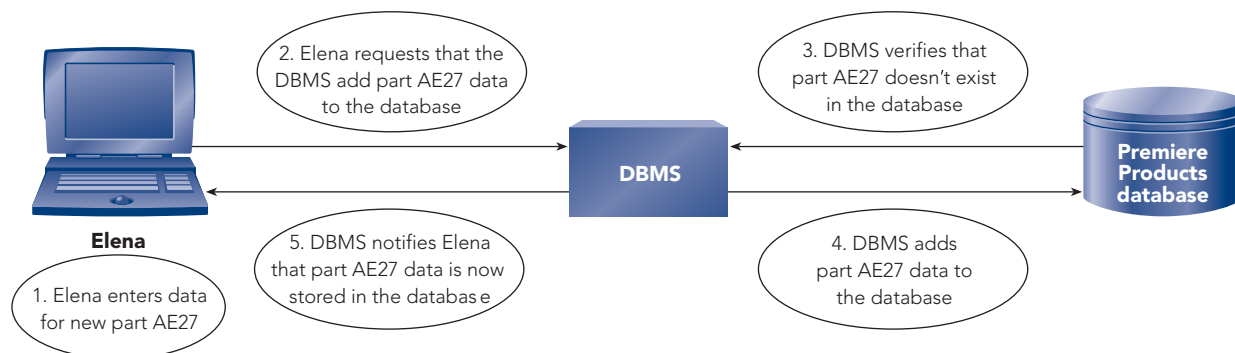 2. Elena requests that the
DBMS add part AE27 data
to the database
3. DBMS verifies that
part AE27 doesn't exist
in the database
DBMS
Premiere
Products
database
Elena
1. Elena enters data
for new part AE27
5. DBMS notifies Elena
that part AE27 data is now
stored in the database
4. DBMS adds
part AE27 data to
the database